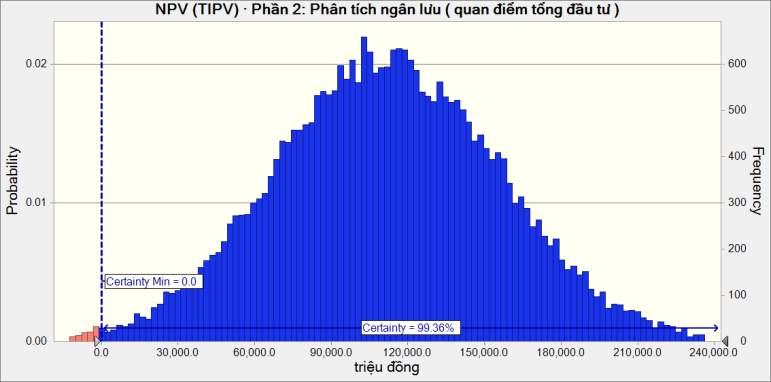 NPV (TIPV) · Phần 2: Phân tích ngân lưu ( quan điểm tổng đầu tư )
Probability
0.02
0.01
0.00
Frequency
600
500
400
300
200
100
0
Certainty Min = 0.0
Certainty = 99.36%
0.0 30,000.0 60,000.0 90,000.0 120,000.0 150,000.0 180,000.0 210,000.0 240,000.0
triệu đồng